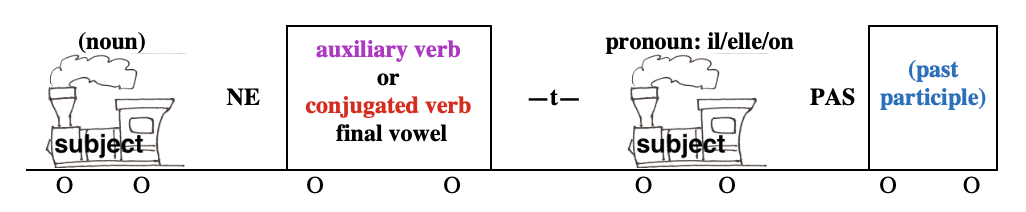 (noun)
subject
NE
auxiliary verb
or
conjugated verb
final vowel
–t–
pronoun: il/elle/on
subject
PAS
(past
participle)
O O O O O O O O